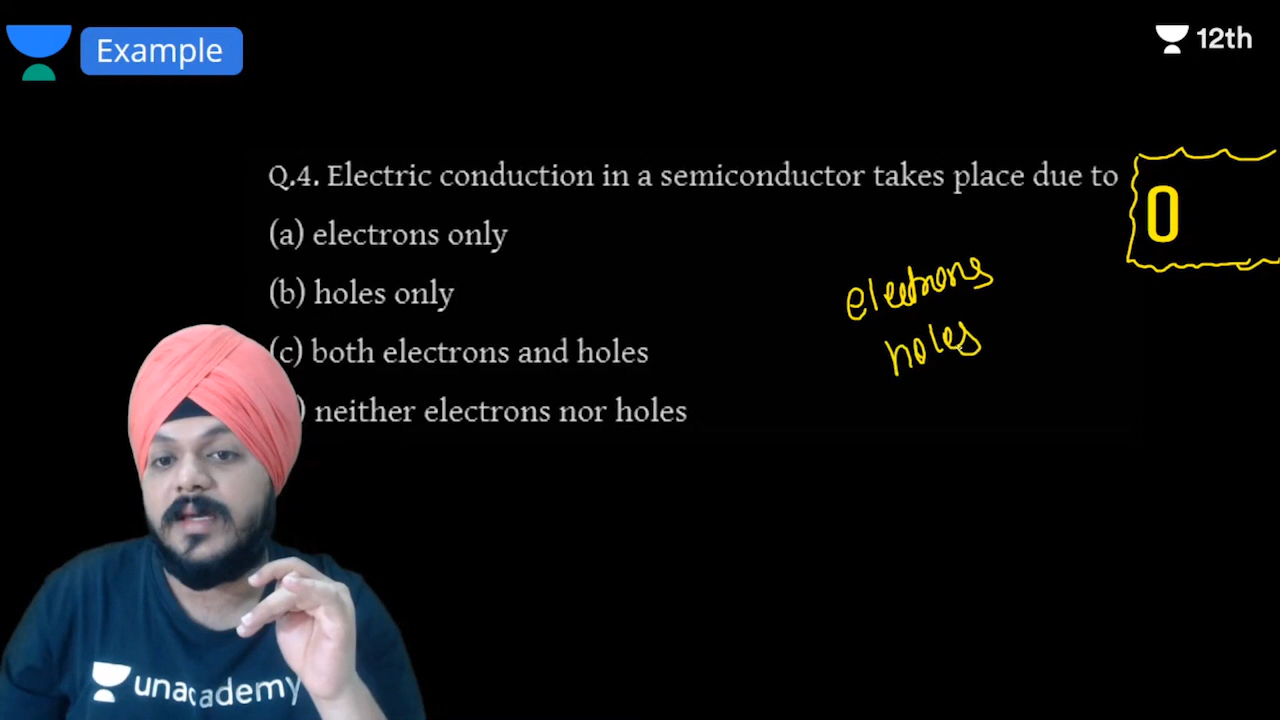 Example
12th
Q.4. Electric conduction in a semiconductor takes place due to
0
(a) electrons only
(b) holes only
(c) both electrons and holes
) neither electrons nor holes
electrons
holes
unacademy